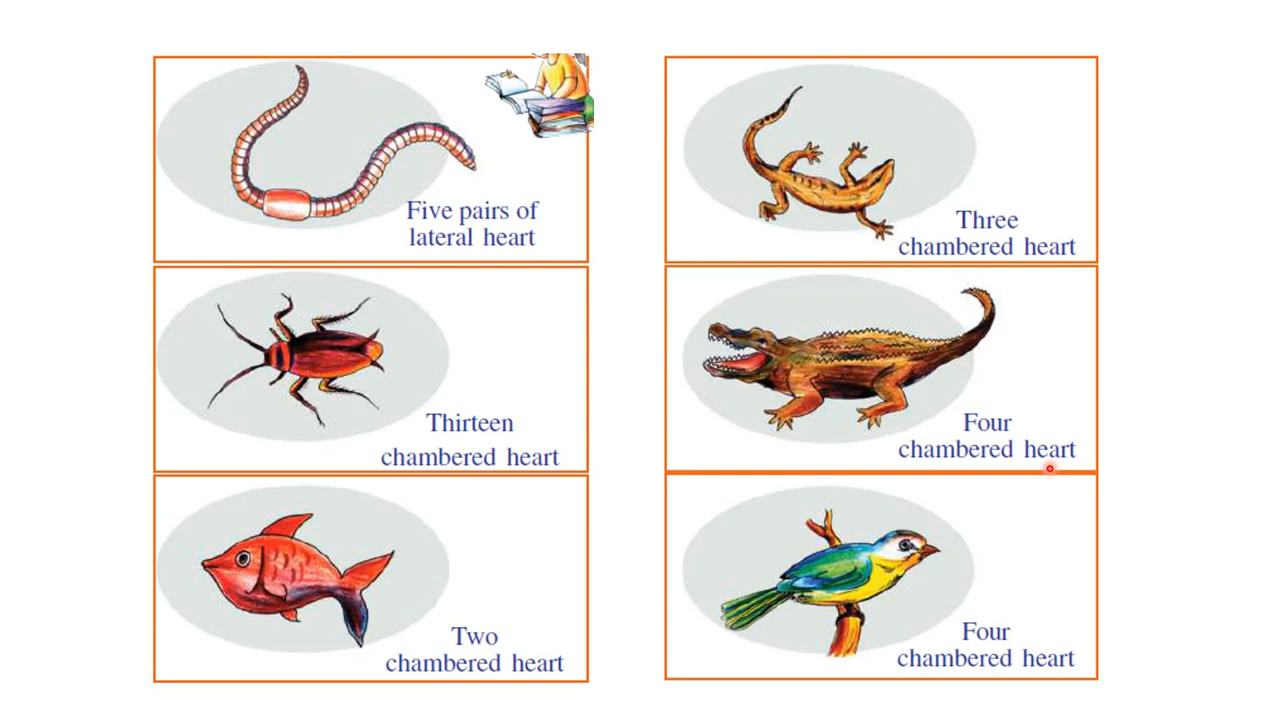 Five pairs of
lateral heart
Three
chambered heart
Thirteen
chambered heart
Four
chambered heart
Two
chambered heart
Four
chambered heart